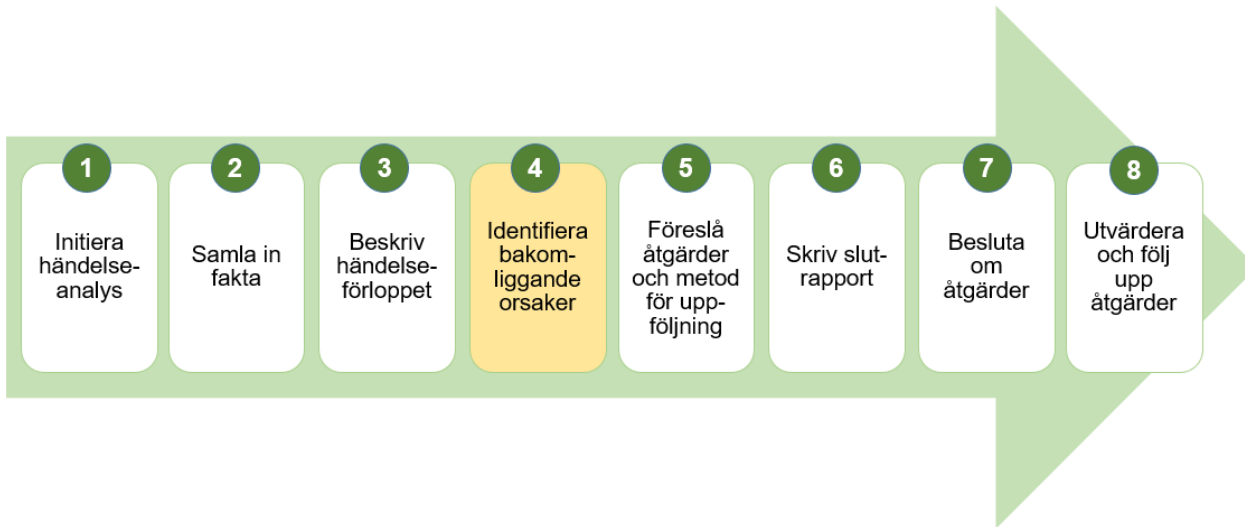 1
Initiera
händelse-
analys
2
Samla in
fakta
3
Beskriv
händelse-
förloppet
4
Identifiera
bakom-
liggande
orsaker
5
Föreslå
åtgärder
och metod
för upp-
följning
6
Skriv slut-
rapport
7
Besluta
om
åtgärder
8
Utvärdera
och följ
upp
åtgärder